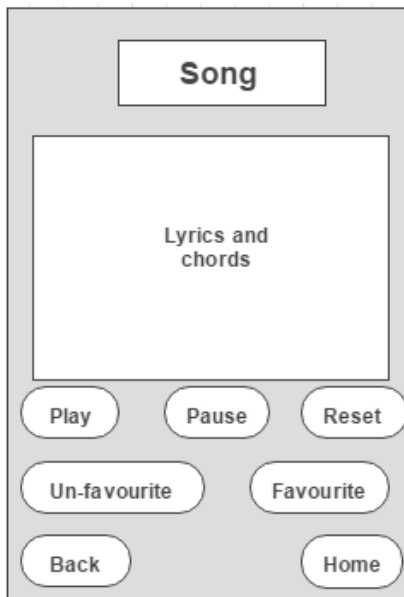 Song
Lyrics and
chords
Play Pause Reset
Un-favourite Favourite
Back Home